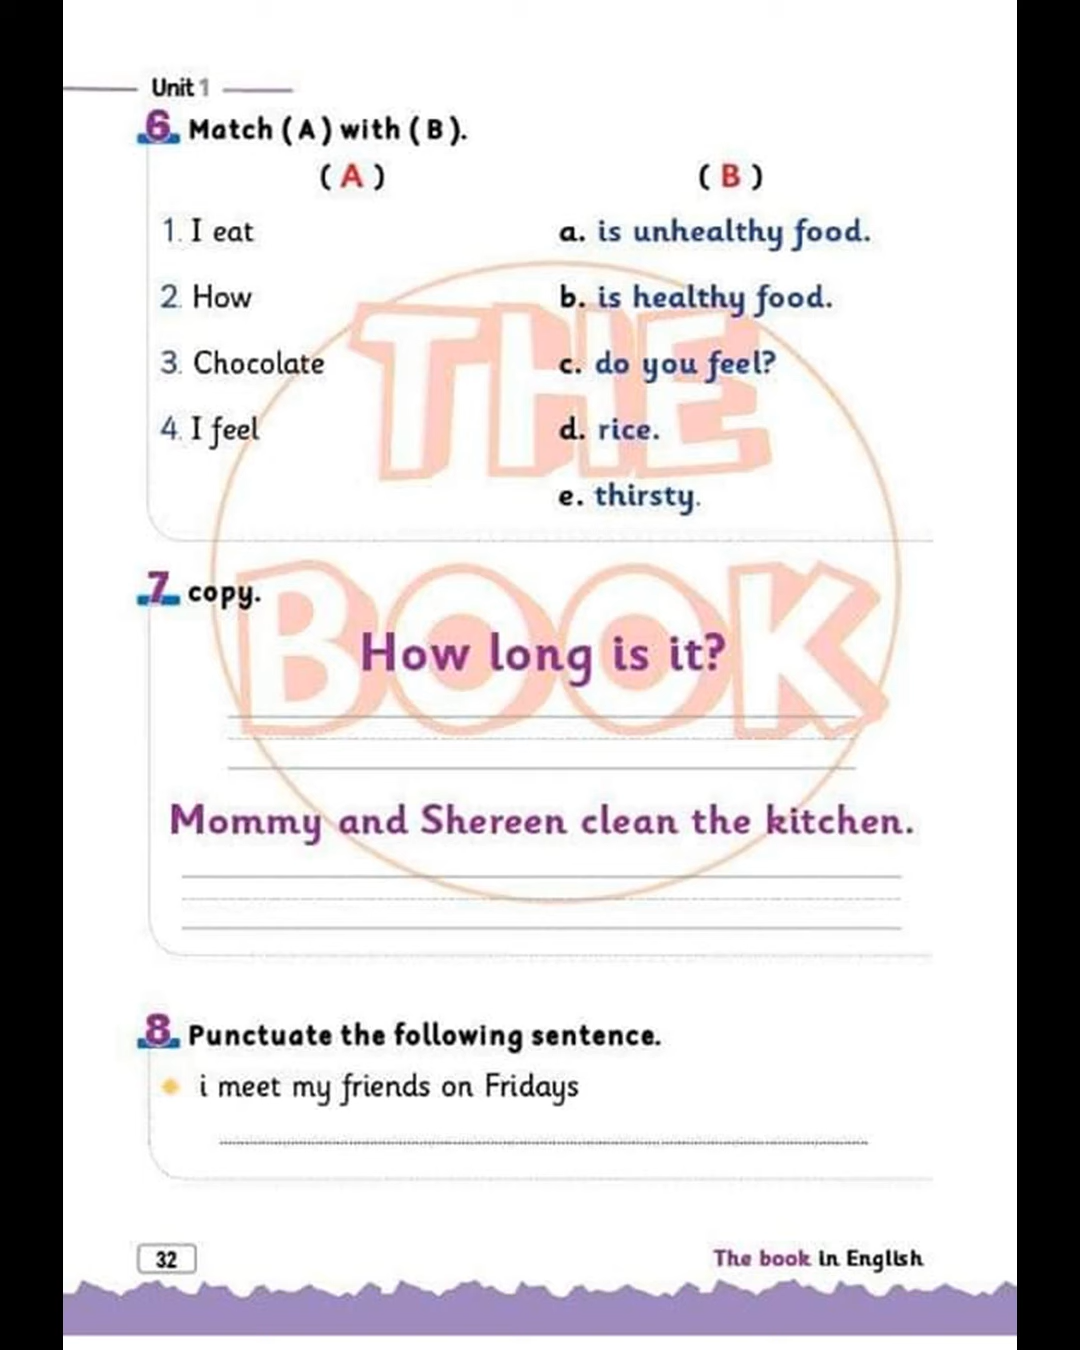 Unit 1
6 Match ( A ) with ( B ).
( A ) ( B )
1. I eat a. is unhealthy food.
2. How b. is healthy food.
3. Chocolate c. do you feel?
4. I feel d. rice.
e. thirsty.
THE
BOOK
7 copy.
How long is it?
Mommy and Shereen clean the kitchen.
8 Punctuate the following sentence.
i meet my friends on Fridays
32 The book in English